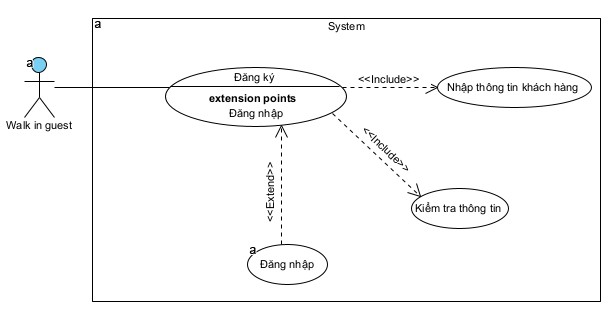 a
System
a
Walk in guest
Đăng ký
extension points
Đăng nhập
<<Include>>
Nhập thông tin khách hàng
<<Include>>
Kiểm tra thông tin
<<Extend>>
a
Đăng nhập